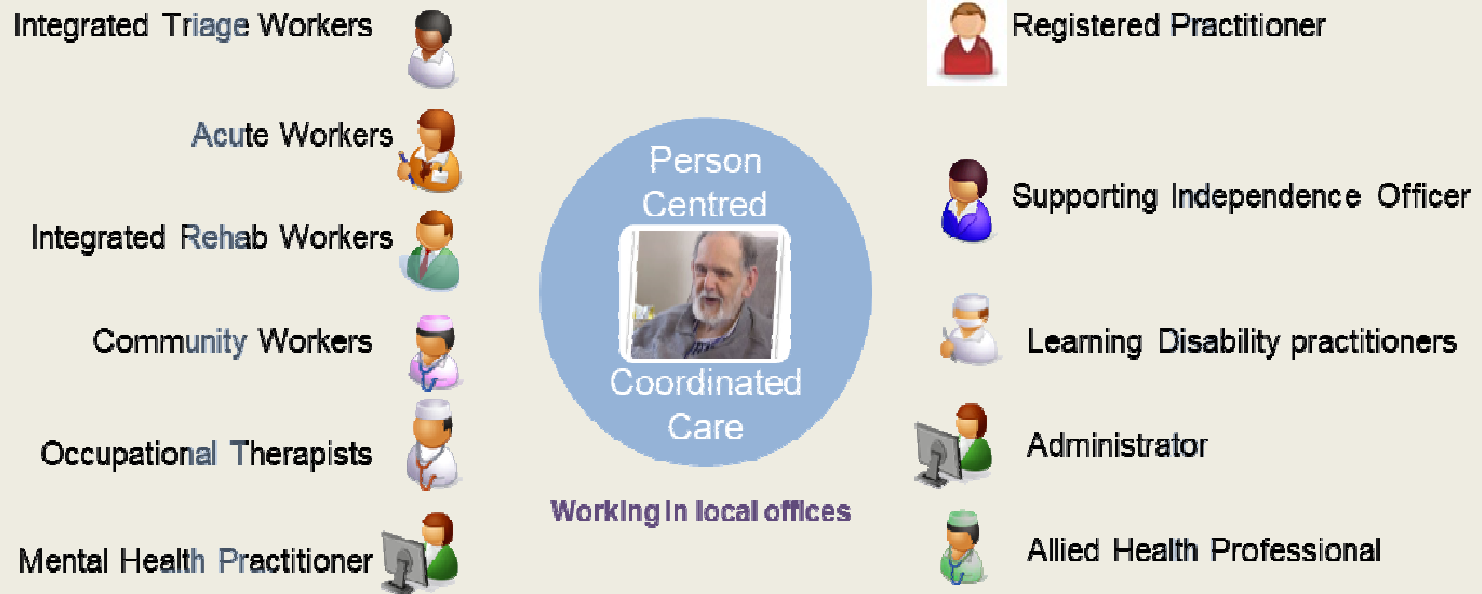 Integrated Triage Workers
Acute Workers
Integrated Rehab Workers
Community Workers
Occupational Therapists
Mental Health Practitioner
Person
Centred
Coordinated
Care
Working in local offices
Registered Practitioner
Supporting Independence Officer
Learning Disability practitioners
Administrator
Allied Health Professional